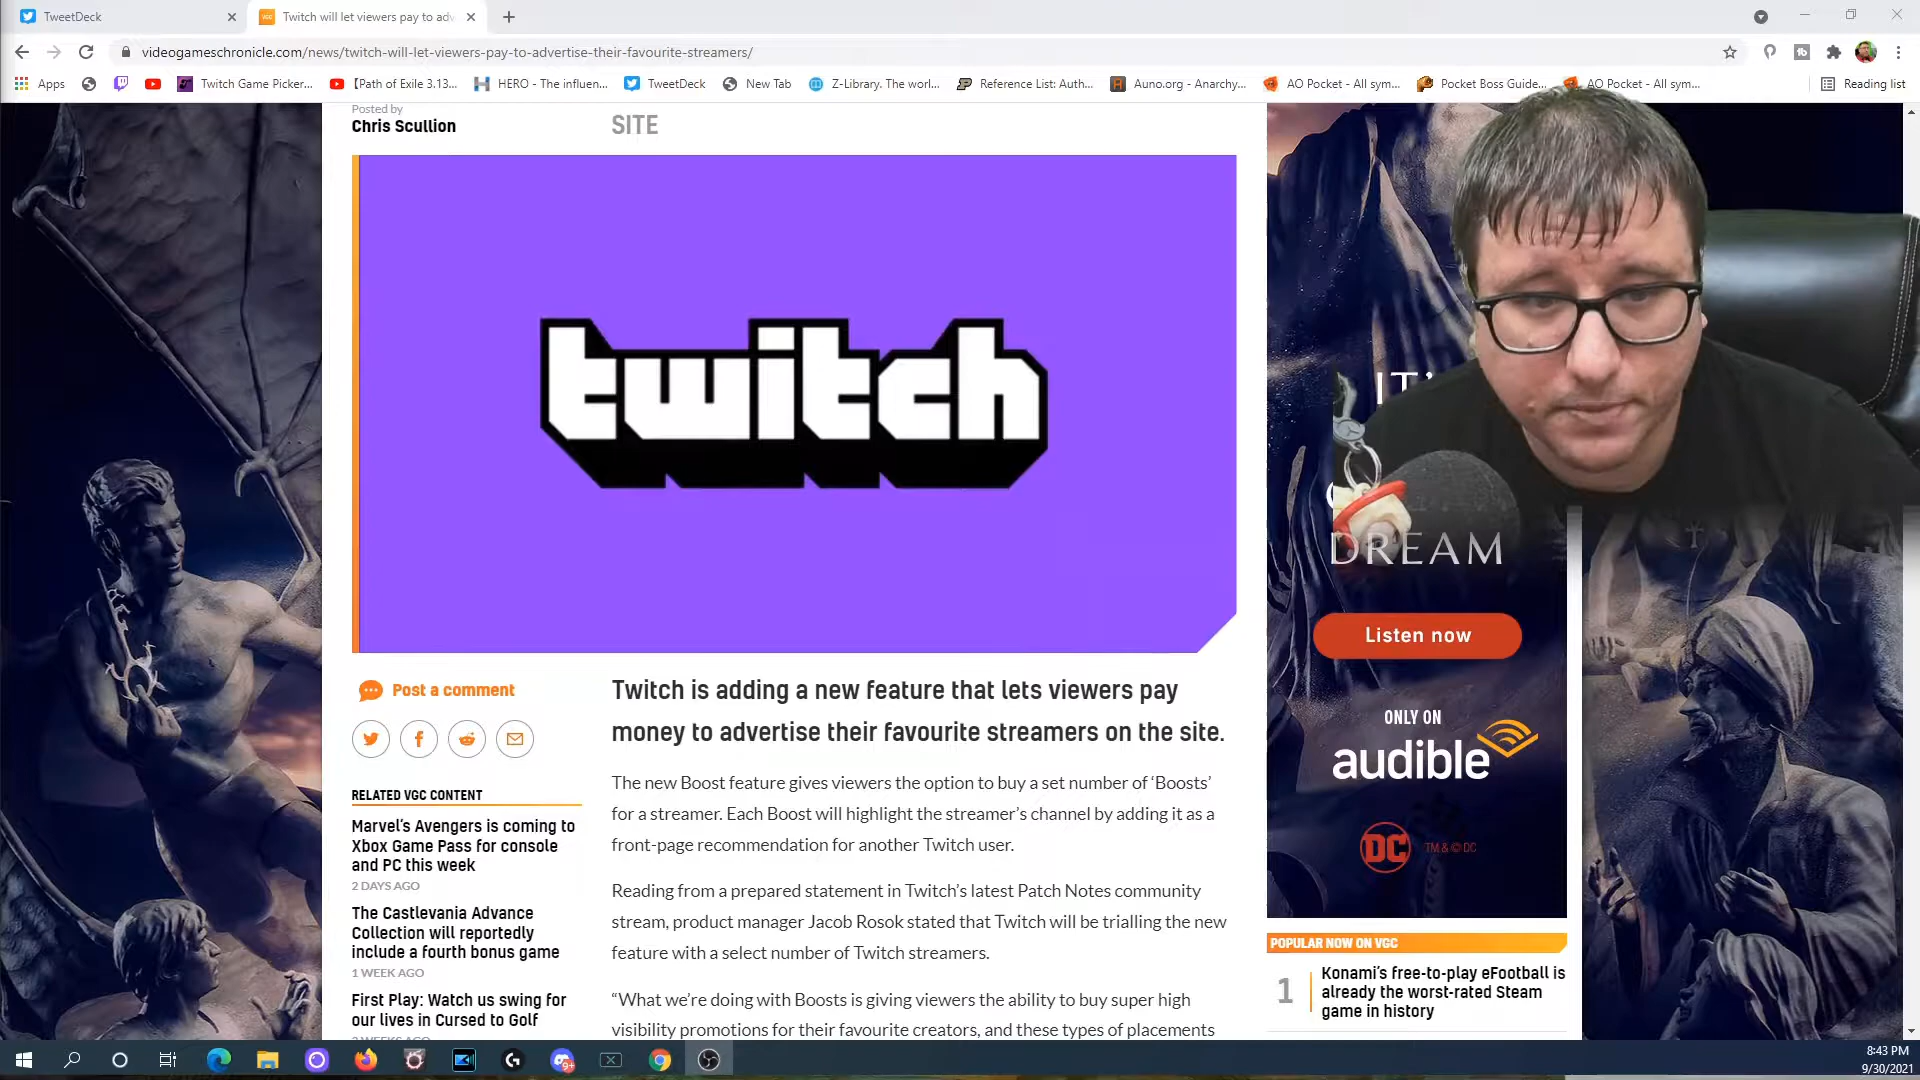 TweetDeck
Twitch will let viewers pay to adv
videogameschronicle.com/news/twitch-will-let-viewers-pay-to-advertise-their-favourite-streamers/
Apps
Twitch Game Picker...
【Path of Exile 3.13...
HERO - The influen...
TweetDeck
New Tab
Z-Library. The worl...
Reference List: Auth...
Auno.org - Anarchy...
AO Pocket - All sym...
Pocket Boss Guide...
AO Pocket - All sym...
Reading list
Posted by
Chris Scullion
SITE
twitch
Post a comment
RELATED VGC CONTENT
Marvel's Avengers is coming to
Xbox Game Pass for console
and PC this week
2 DAYS AGO
The Castlevania Advance
Collection will reportedly
include a fourth bonus game
1 WEEK AGO
First Play: Watch us swing for
our lives in Cursed to Golf
Twitch is adding a new feature that lets viewers pay
money to advertise their favourite streamers on the site.
The new Boost feature gives viewers the option to buy a set number of ‘Boosts’
for a streamer. Each Boost will highlight the streamer’s channel by adding it as a
front-page recommendation for another Twitch user.
Reading from a prepared statement in Twitch’s latest Patch Notes community
stream, product manager Jacob Rosok stated that Twitch will be trialling the new
feature with a select number of Twitch streamers.
“What we’re doing with Boosts is giving viewers the ability to buy super high
visibility promotions for their favourite creators, and these types of placements
IT'
DREAM
Listen now
ONLY ON
audible
DC
TM & © DC
POPULAR NOW ON VGC
1
Konami's free-to-play eFootball is
already the worst-rated Steam
game in history
9+
8:43 PM
9/30/2021